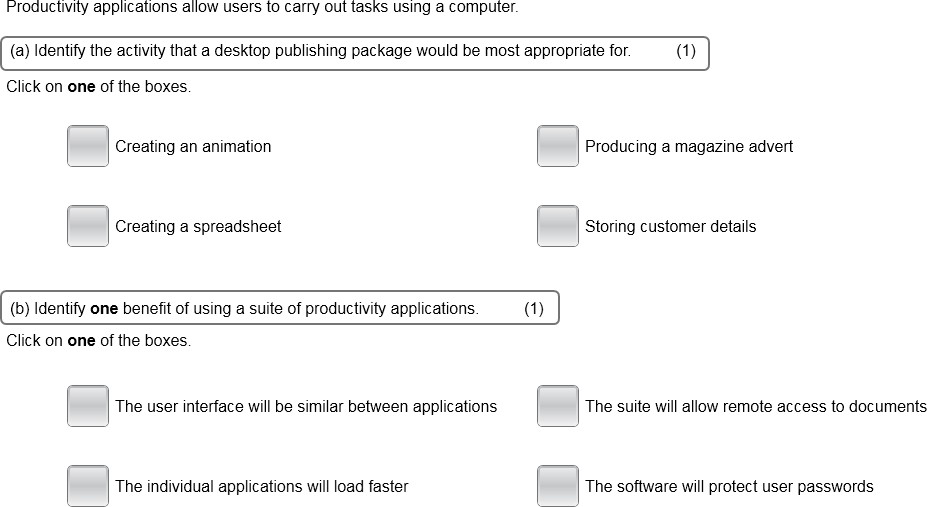 Productivity applications allow users to carry out tasks using a computer.
(a) Identify the activity that a desktop publishing package would be most appropriate for. (1)
Click on one of the boxes.
Creating an animation
Producing a magazine advert
Creating a spreadsheet
Storing customer details
(b) Identify one benefit of using a suite of productivity applications. (1)
Click on one of the boxes.
The user interface will be similar between applications
The suite will allow remote access to documents
The individual applications will load faster
The software will protect user passwords